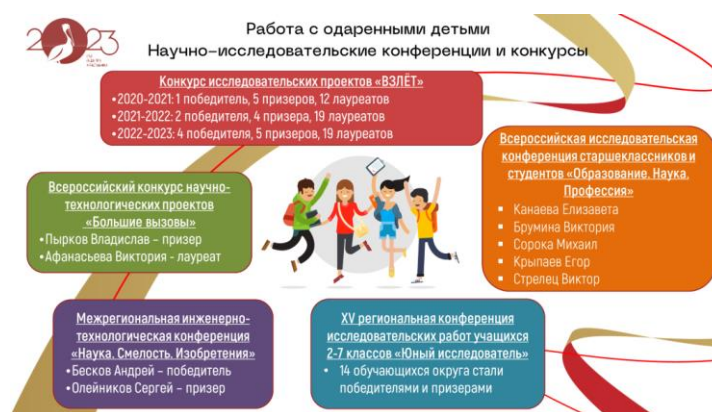 2023
Работа с одаренными детьми
Научно-исследовательские конференции и конкурсы
Конкурс исследовательских проектов «ВЗЛЁТ»
•2020-2021: 1 победитель, 5 призеров, 12 лауреатов
•2021-2022: 2 победителя, 4 призера, 19 лауреатов
•2022-2023: 4 победителя, 5 призеров, 19 лауреатов
Всероссийский конкурс научно-
технологических проектов
«Большие вызовы»
•Пырков Владислав – призер
•Афанасьева Виктория - лауреат
Всероссийская исследовательская
конференция старшеклассников и
студентов «Образование. Наука.
Профессия»
▪ Канаева Елизавета
▪ Брумина Виктория
▪ Сорока Михаил
▪ Крыпаев Егор
▪ Стрелец Виктор
Межрегиональная инженерно-
технологическая конференция
«Наука. Смелость. Изобретения»
•Бесков Андрей – победитель
•Олейников Сергей – призер
XV региональная конференция
исследовательских работ учащихся
2-7 классов «Юный исследователь»
• 14 обучающихся округа стали
победителями и призерами